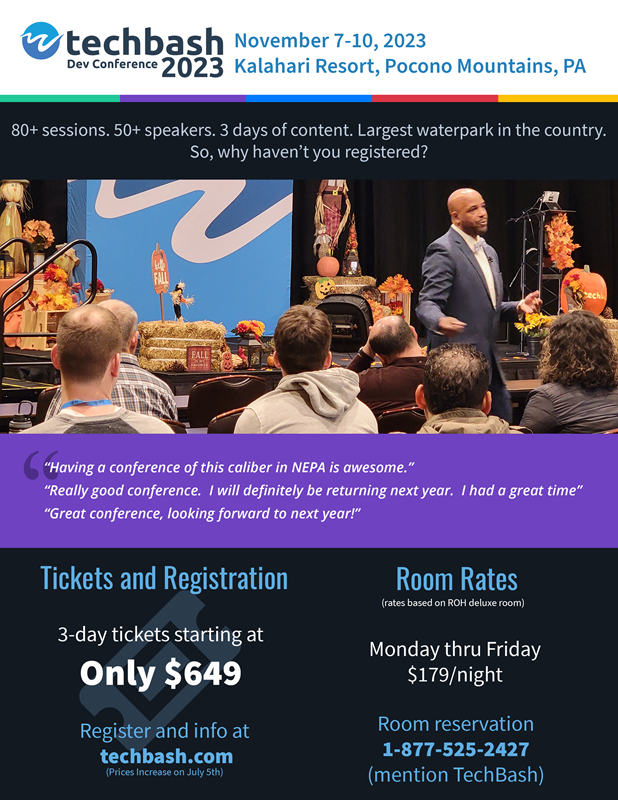 techbash
Dev Conference 2023
November 7-10, 2023
Kalahari Resort, Pocono Mountains, PA
80+ sessions. 50+ speakers. 3 days of content. Largest waterpark in the country.
So, why haven’t you registered?
FALL
FALL
techb
“Having a conference of this caliber in NEPA is awesome.”
“Really good conference.  I will definitely be returning next year.  I had a great time”
“Great conference, looking forward to next year!”
Tickets and Registration
3-day tickets starting at
Only $649
Register and info at
techbash.com
(Prices Increase on July 5th)
Room Rates
(rates based on ROH deluxe room)
Monday thru Friday
$179/night
Room reservation
1-877-525-2427
(mention TechBash)